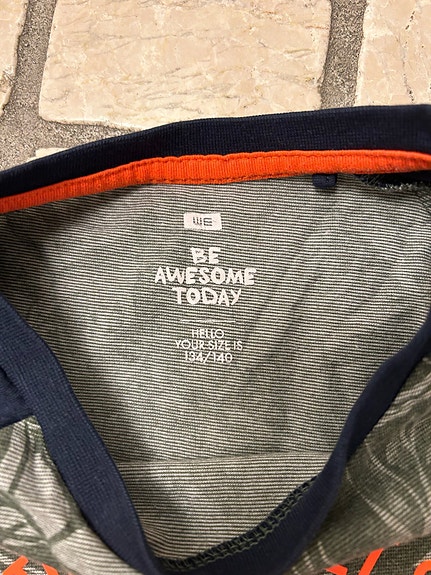 WE
BE
AWESOME
TODAY
HELLO
YOUR SIZE IS
134/140